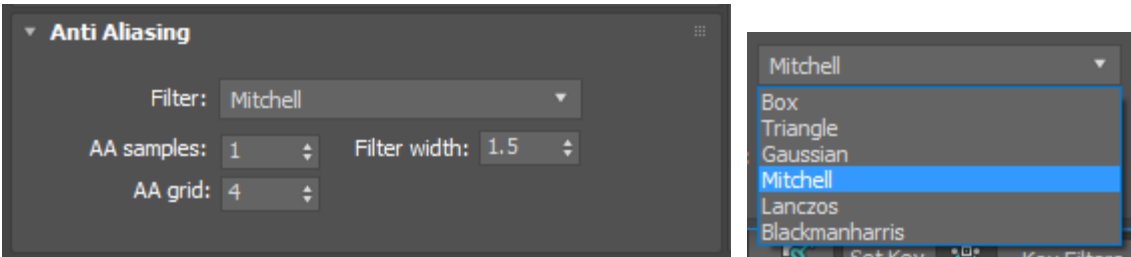 Anti Aliasing
Filter: Mitchell
AA samples: 1 Filter width: 1.5
AA grid: 4
Mitchell
Box
Triangle
Gaussian
Mitchell
Lanczos
Blackmanharris
Set Key Key Filters